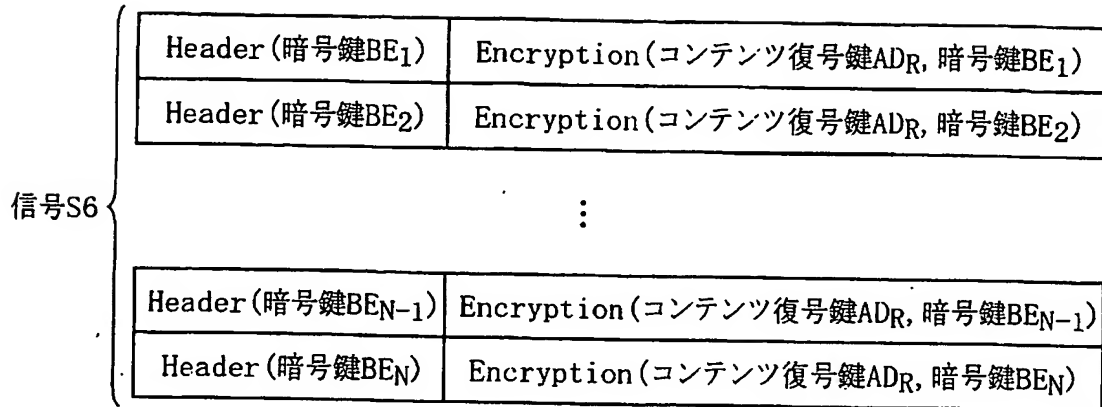 Header(暗号鍵BE1) Encryption(コンテンツ復号鍵ADR, 暗号鍵BE1)
Header(暗号鍵BE2) Encryption(コンテンツ復号鍵ADR, 暗号鍵BE2)
信号S6
⋮
Header(暗号鍵BEN-1) Encryption(コンテンツ復号鍵ADR, 暗号鍵BEN-1)
Header(暗号鍵BEN) Encryption(コンテンツ復号鍵ADR, 暗号鍵BEN)